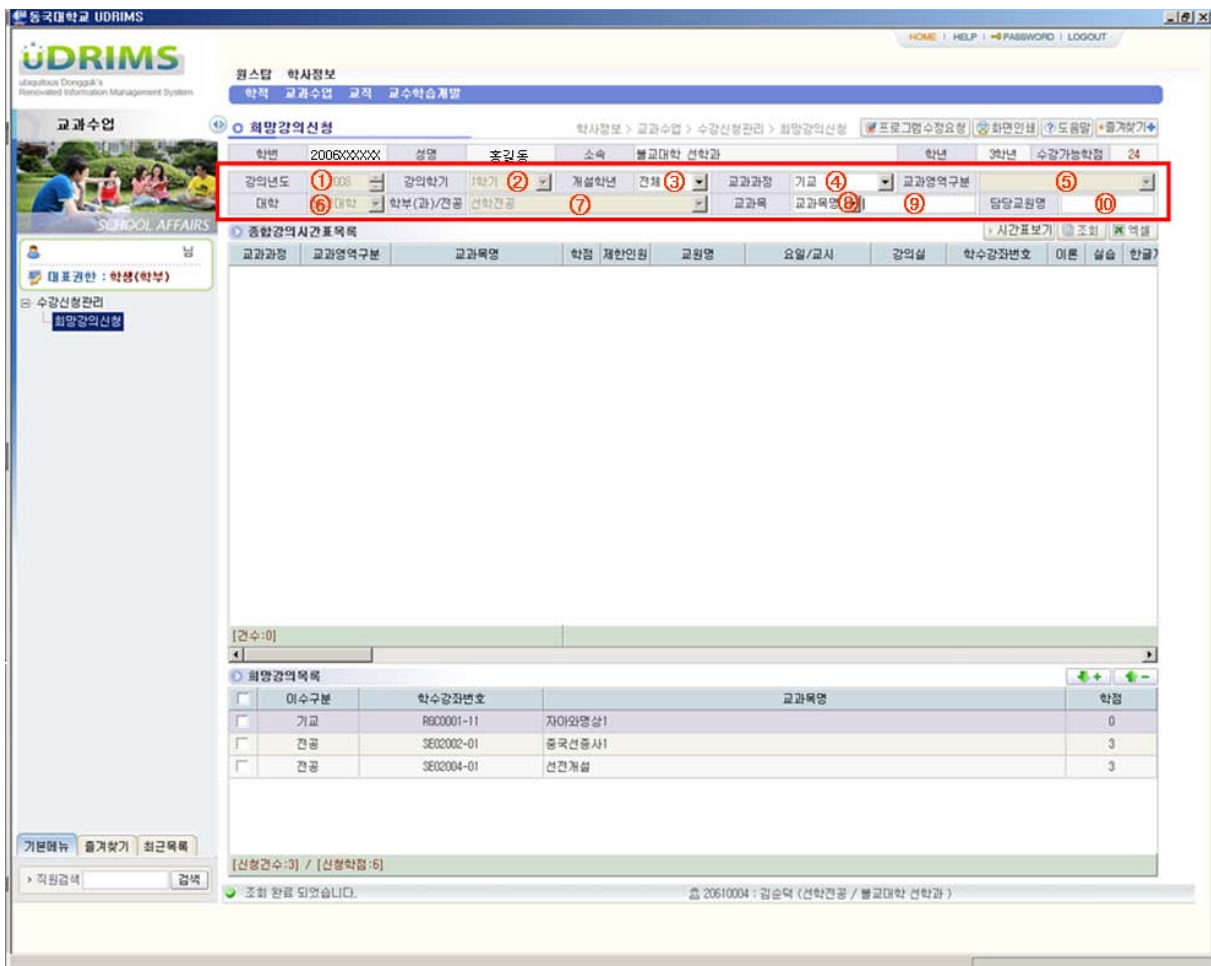 동국대학교 UDRIMS
HOME | HELP | PASSWORD | LOGOUT
UDRIMS
ubiquitous Dongguk's
Renovated Information Management System
원스탑 학사정보
학적 교과수업 교직 교수학습개발
교과수업
희망강의신청
학사정보 > 교과수업 > 수강신청관리 > 희망강의신청 프로그램수정요청 화면인쇄 도움말 즐겨찾기
학번 2006XXXXXX 성명 홍길동 소속 불교대학 선학과 학년 3학년 수강가능학점 24
강의년도 ① 강의학기 1학기 ② 개설학년 전체 ③ 교과과정 기교 ④ 교과영역구분 ⑤
대학 ⑥ 대학 학부(과)/전공 선학전공 ⑦ 교과목 교과목명 ⑧ ⑨ 담당교원명 ⑩
SCHOOL AFFAIRS
종합강의시간표목록 시간표보기 조회 엑셀
교과과정 교과영역구분 교과목명 학점 제한인원 교원명 요일/교시 강의실 학수강좌번호 이론 실습
님
대표권한 : 학생(학부)
수강신청관리
희망강의신청
[건수:0]
희망강의목록 + -
이수구분 학수강좌번호 교과목명 학점
기교 RGC0001-11 자아와명상1 0
전공 SEO2002-01 중국선종사1 3
전공 SEO2004-01 선전개설 3
[신청건수:3] / [신청학점:6]
기본메뉴 즐겨찾기 최근목록
직원검색 검색
조회 완료 되었습니다. 20610004 : 김순덕 (선학전공 / 불교대학 선학과 )